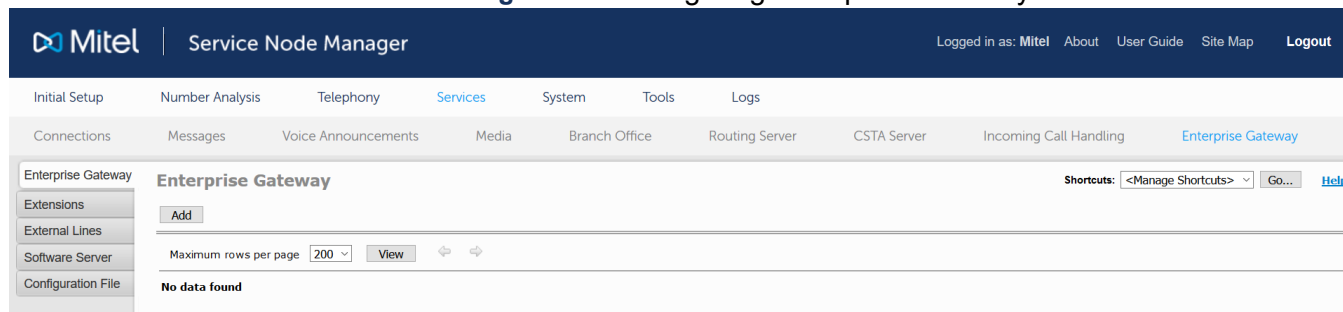 Mitel Service Node Manager Logged in as: Mitel About User Guide Site Map Logout
Initial Setup Number Analysis Telephony Services System Tools Logs
Connections Messages Voice Announcements Media Branch Office Routing Server CSTA Server Incoming Call Handling Enterprise Gateway
Enterprise Gateway
Extensions
External Lines
Software Server
Configuration File
Enterprise Gateway Shortcuts: <Manage Shortcuts> Go... Help
Add
Maximum rows per page 200 View
No data found